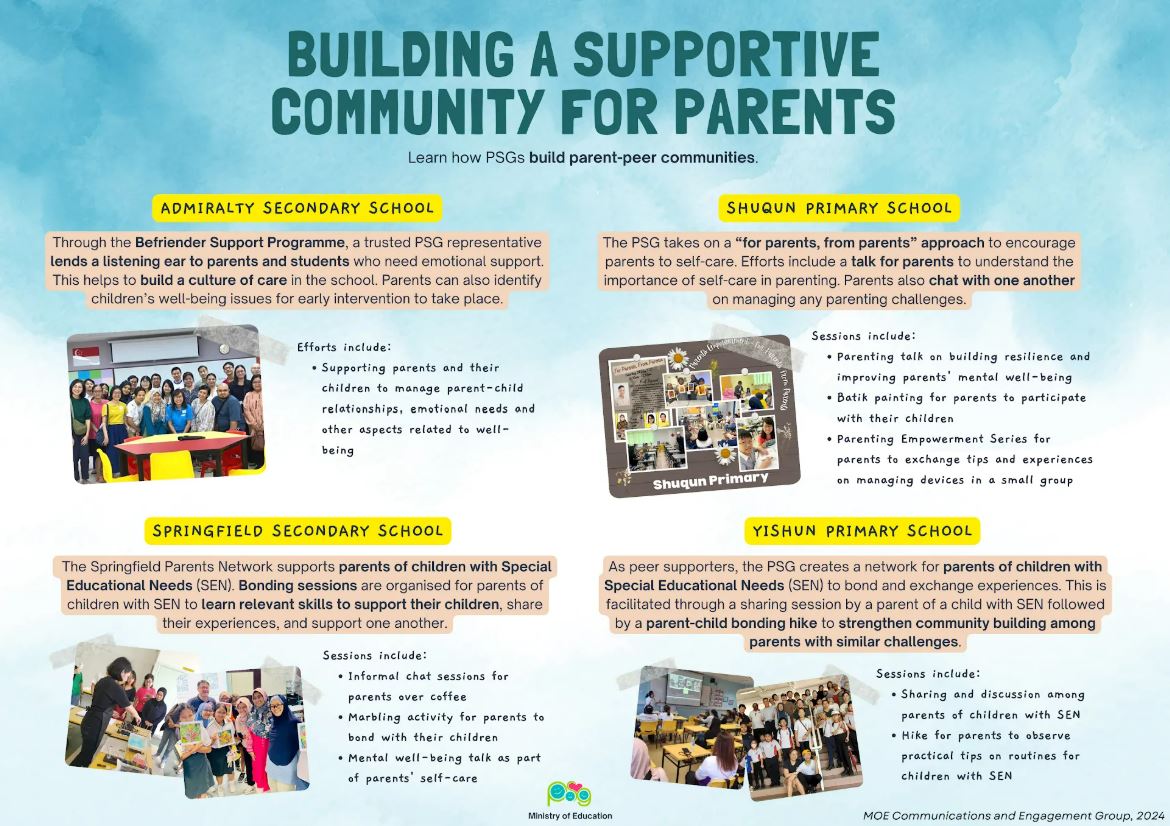 BUILDING A SUPPORTIVE
COMMUNITY FOR PARENTS
Learn how PSGs build parent-peer communities.
ADMIRALTY SECONDARY SCHOOL
Through the Befriender Support Programme, a trusted PSG representative
lends a listening ear to parents and students who need emotional support.
This helps to build a culture of care in the school. Parents can also identify
children's well-being issues for early intervention to take place.
Efforts include:
• Supporting parents and their
children to manage parent-child
relationships, emotional needs and
other aspects related to well-
being
SHUQUN PRIMARY SCHOOL
The PSG takes on a “for parents, from parents” approach to encourage
parents to self-care. Efforts include a talk for parents to understand the
importance of self-care in parenting. Parents also chat with one another
on managing any parenting challenges.
For Parents, From Parents
Shuqun Primary
Sessions include:
• Parenting talk on building resilience and
improving parents' mental well-being
• Batik painting for parents to participate
with their children
• Parenting Empowerment Series for
parents to exchange tips and experiences
on managing devices in a small group
SPRINGFIELD SECONDARY SCHOOL
The Springfield Parents Network supports parents of children with Special
Educational Needs (SEN). Bonding sessions are organised for parents of
children with SEN to learn relevant skills to support their children, share
their experiences, and support one another.
Sessions include:
• Informal chat sessions for
parents over coffee
• Marbling activity for parents to
bond with their children
• Mental well-being talk as part
of parents' self-care
YISHUN PRIMARY SCHOOL
As peer supporters, the PSG creates a network for parents of children with
Special Educational Needs (SEN) to bond and exchange experiences. This is
facilitated through a sharing session by a parent of a child with SEN followed
by a parent-child bonding hike to strengthen community building among
parents with similar challenges.
Sessions include:
• Sharing and discussion among
parents of children with SEN
• Hike for parents to observe
practical tips on routines for
children with SEN
psg
Ministry of Education
MOE Communications and Engagement Group, 2024